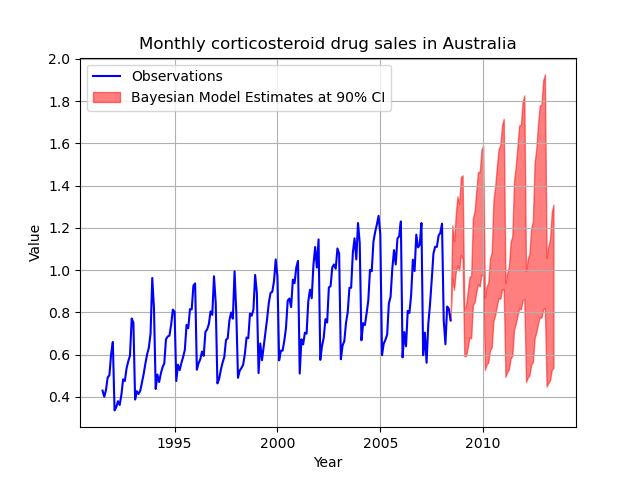 Monthly corticosteroid drug sales in Australia
Observations
Bayesian Model Estimates at 90% CI
Value
2.0
1.8
1.6
1.4
1.2
1.0
0.8
0.6
0.4
1995 2000 2005 2010
Year